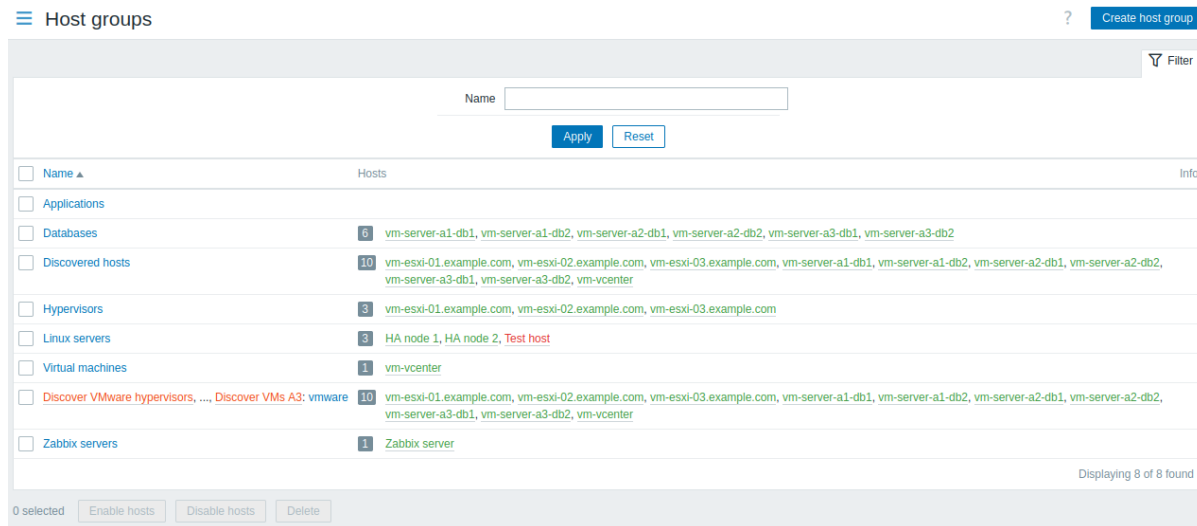 Host groups
? Create host group
Filter
Name
Apply Reset
Name Hosts Info
Applications
Databases 6 vm-server-a1-db1, vm-server-a1-db2, vm-server-a2-db1, vm-server-a2-db2, vm-server-a3-db1, vm-server-a3-db2
Discovered hosts 10 vm-esxi-01.example.com, vm-esxi-02.example.com, vm-esxi-03.example.com, vm-server-a1-db1, vm-server-a1-db2, vm-server-a2-db1, vm-server-a2-db2,
vm-server-a3-db1, vm-server-a3-db2, vm-vcenter
Hypervisors 3 vm-esxi-01.example.com, vm-esxi-02.example.com, vm-esxi-03.example.com
Linux servers 3 HA node 1, HA node 2, Test host
Virtual machines 1 vm-vcenter
Discover VMware hypervisors, ..., Discover VMs A3: vmware 10 vm-esxi-01.example.com, vm-esxi-02.example.com, vm-esxi-03.example.com, vm-server-a1-db1, vm-server-a1-db2, vm-server-a2-db1, vm-server-a2-db2,
vm-server-a3-db1, vm-server-a3-db2, vm-vcenter
Zabbix servers 1 Zabbix server
Displaying 8 of 8 found
0 selected Enable hosts Disable hosts Delete